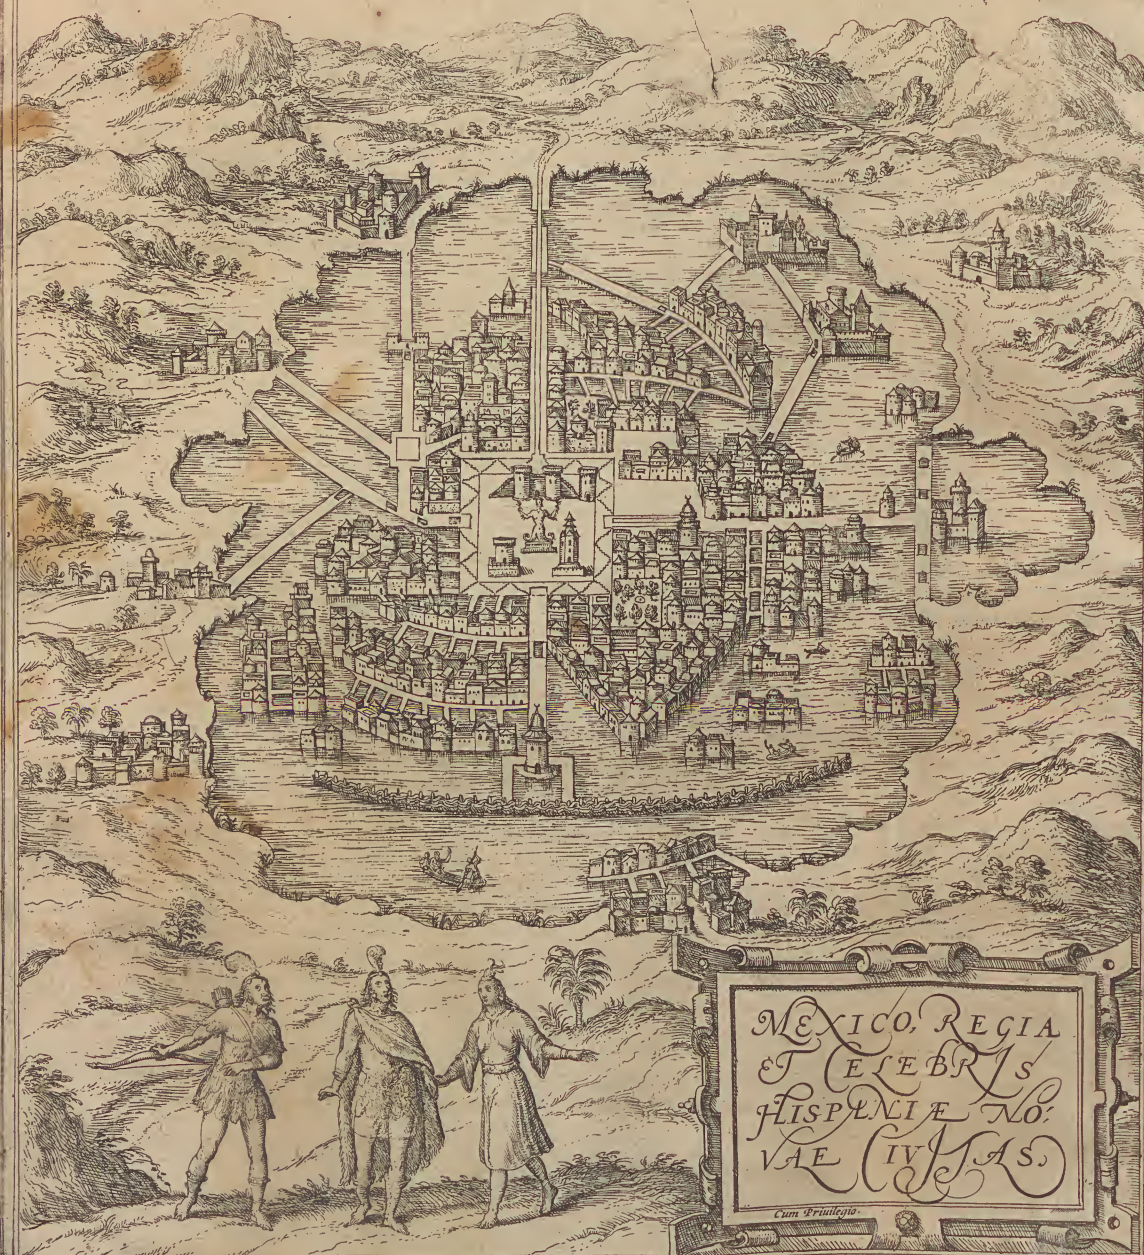 MEXICO, REGIA
ET CELEBRIS
HISPANIÆ NO:
VAE CIVITAS.
Cum Priuilegio.